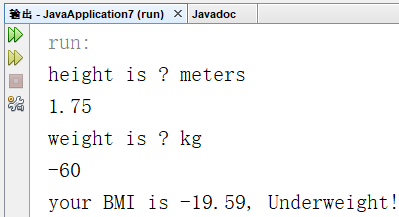 输出 - JavaApplication7 (run) × Javadoc
run:
height is ? meters
1.75
weight is ? kg
-60
your BMI is -19.59, Underweight!